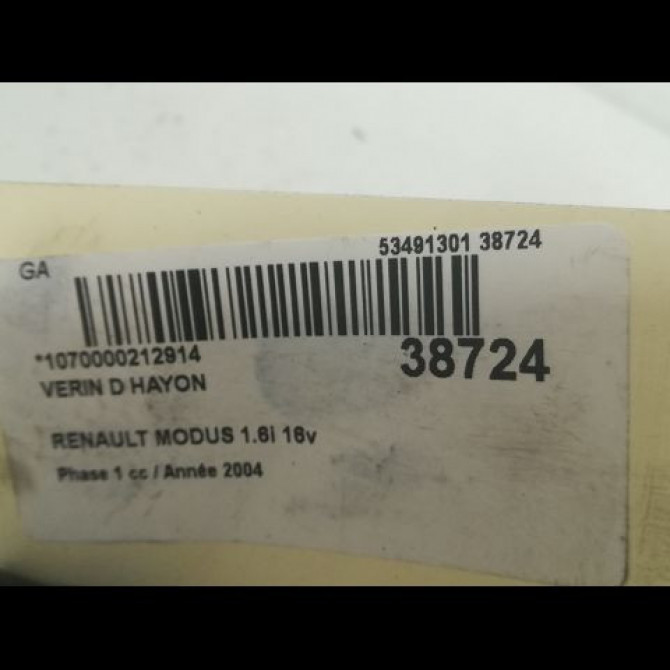 53491301 38724
GA
*1070000212914
38724
VERIN D HAYON
RENAULT MODUS 1.6i 16v
Phase 1 cc / Année 2004